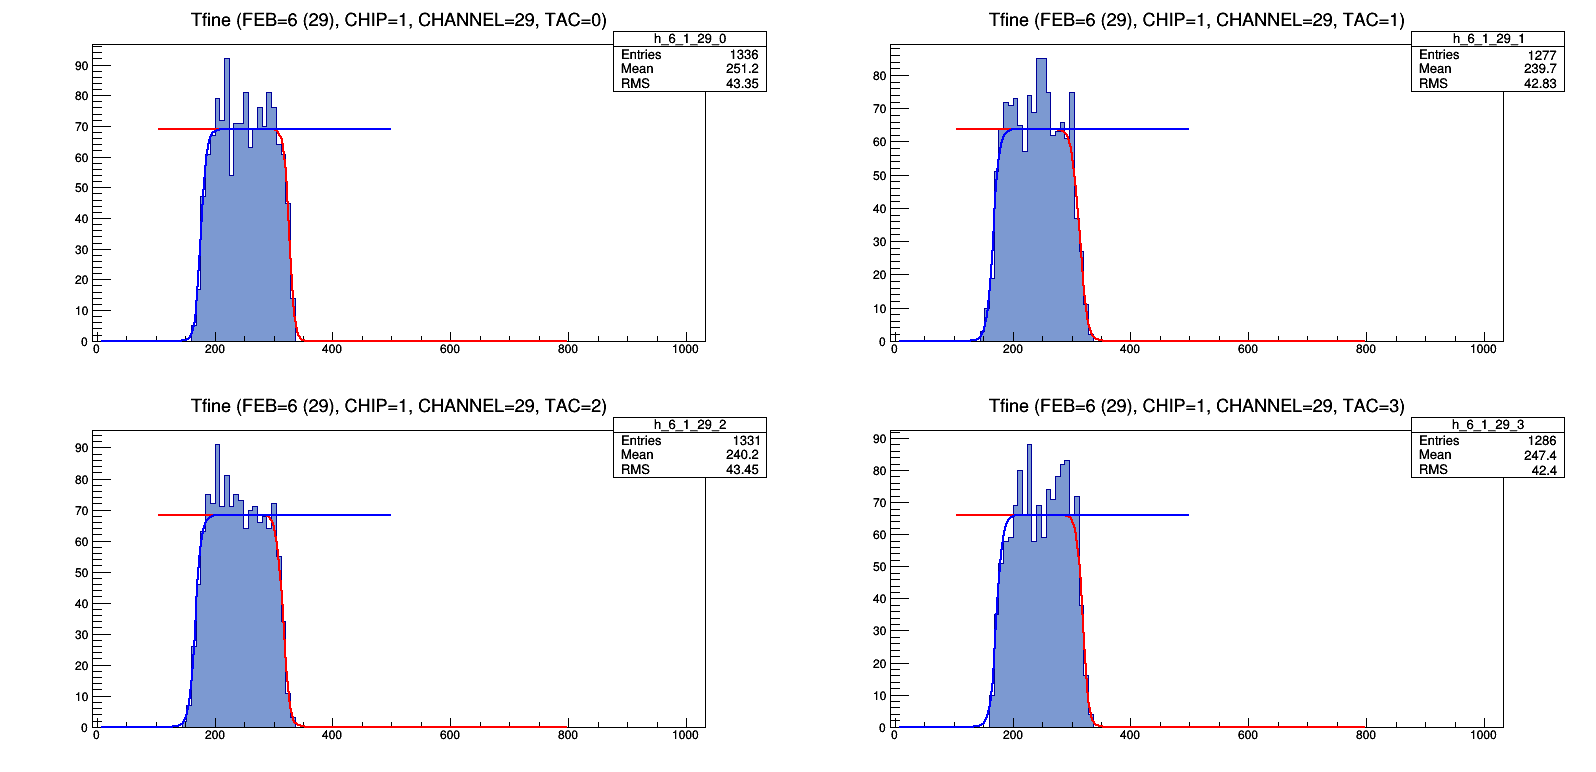 Tfine (FEB=6 (29), CHIP=1, CHANNEL=29, TAC=0)
h_6_1_29_0
Entries 1336
Mean 251.2
RMS 43.35
90
80
70
60
50
40
30
20
10
0
0 200 400 600 800 1000
Tfine (FEB=6 (29), CHIP=1, CHANNEL=29, TAC=1)
h_6_1_29_1
Entries 1277
Mean 239.7
RMS 42.83
80
70
60
50
40
30
20
10
0
0 200 400 600 800 1000
Tfine (FEB=6 (29), CHIP=1, CHANNEL=29, TAC=2)
h_6_1_29_2
Entries 1331
Mean 240.2
RMS 43.45
90
80
70
60
50
40
30
20
10
0
0 200 400 600 800 1000
Tfine (FEB=6 (29), CHIP=1, CHANNEL=29, TAC=3)
h_6_1_29_3
Entries 1286
Mean 247.4
RMS 42.4
90
80
70
60
50
40
30
20
10
0
0 200 400 600 800 1000